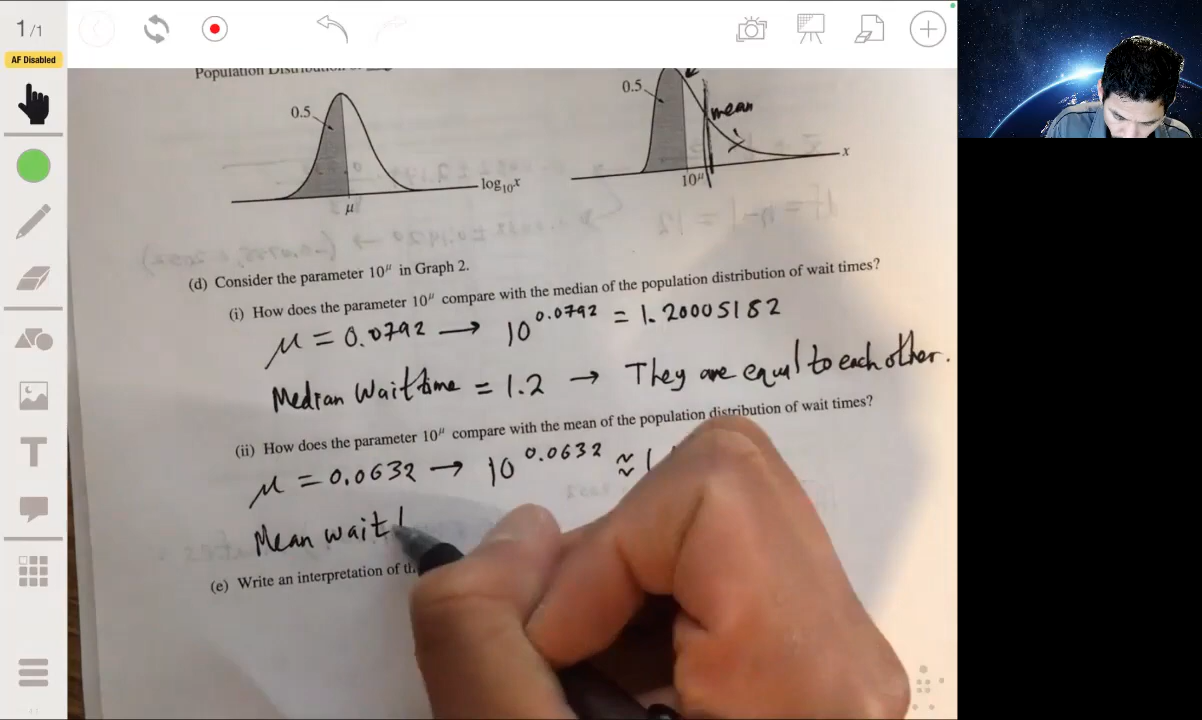 1/1
AF Disabled
Population
0.5
μ
log₁₀x
0.5
mean
10^μ
x
(d) Consider the parameter 10^μ in Graph 2.
(i) How does the parameter 10^μ compare with the median of the population distribution of wait times?
μ = 0.0792 → 10^0.0792 = 1.20005182
Median Wait time = 1.2 → They are equal to each other.
(ii) How does the parameter 10^μ compare with the mean of the population distribution of wait times?
μ = 0.0632 → 10^0.0632 ≈
Mean wait
(e) Write an interpretation of
T